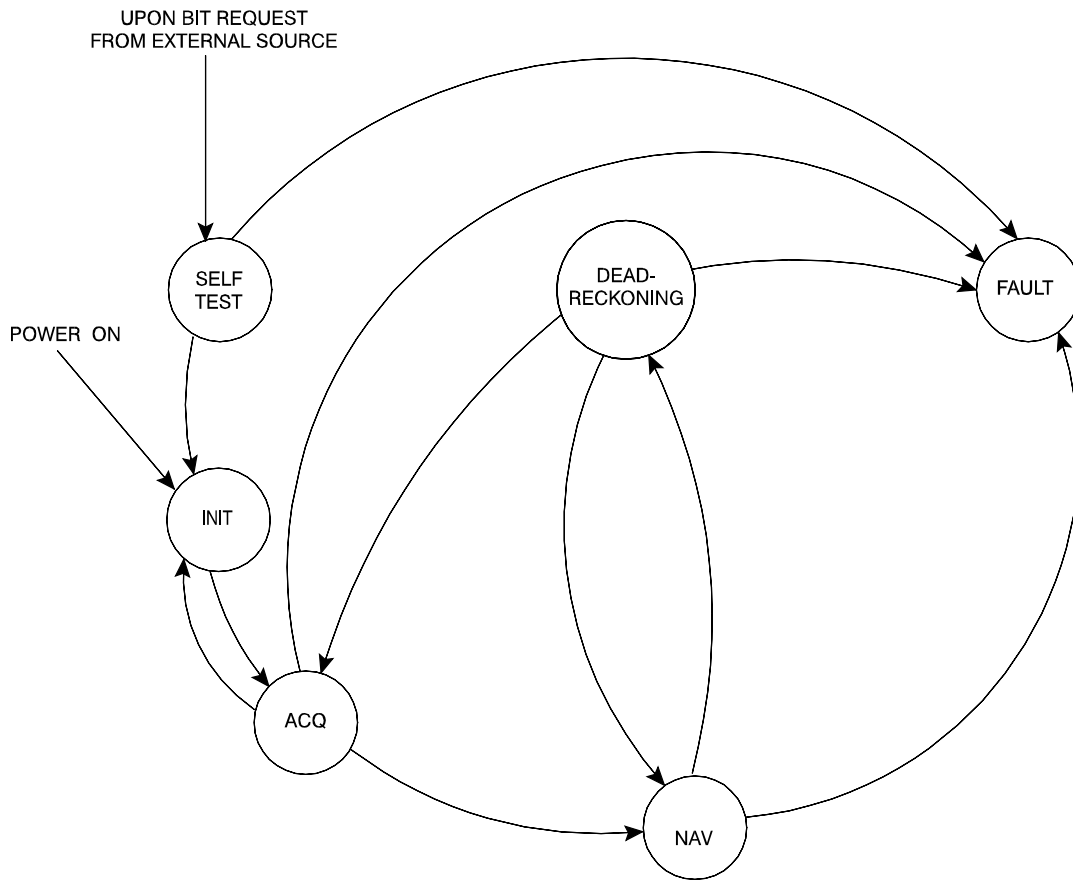 UPON BIT REQUEST
FROM EXTERNAL SOURCE
SELF
TEST
DEAD-
RECKONING
FAULT
POWER ON
INIT
ACQ
NAV